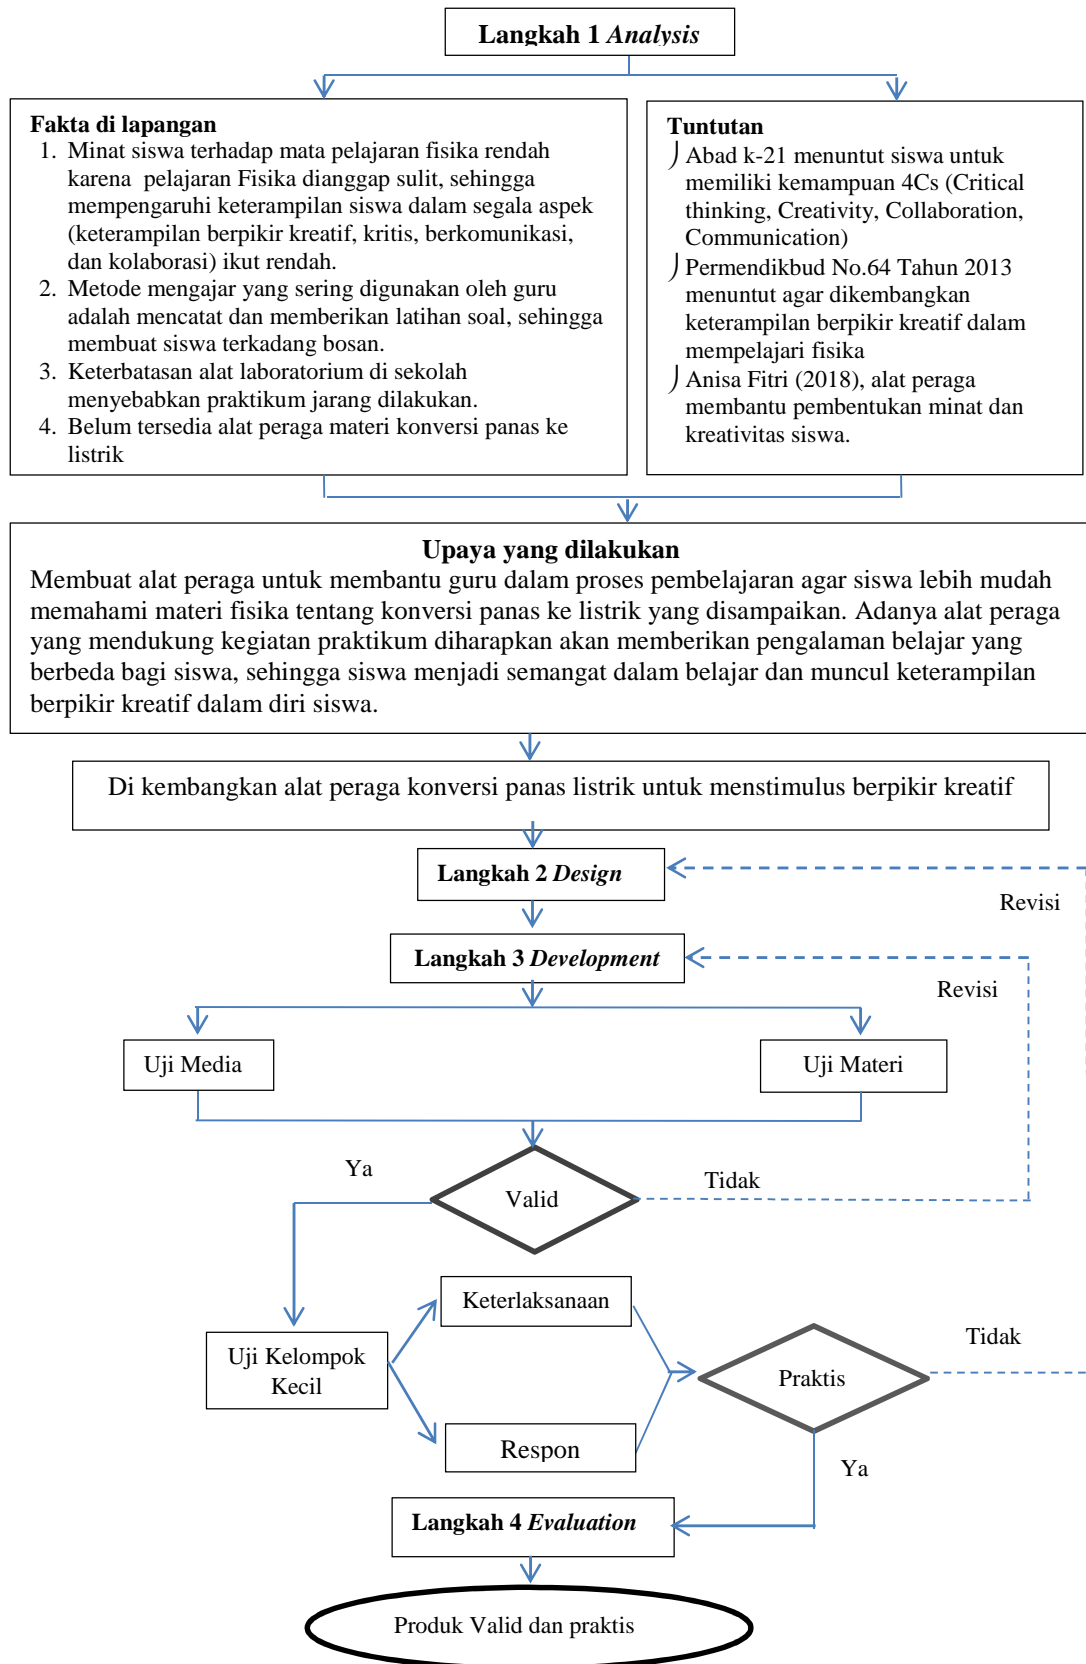 Langkah 1 Analysis
Fakta di lapangan
1. Minat siswa terhadap mata pelajaran fisika rendah
karena pelajaran Fisika dianggap sulit, sehingga
mempengaruhi keterampilan siswa dalam segala aspek
(keterampilan berpikir kreatif, kritis, berkomunikasi,
dan kolaborasi) ikut rendah.
2. Metode mengajar yang sering digunakan oleh guru
adalah mencatat dan memberikan latihan soal, sehingga
membuat siswa terkadang bosan.
3. Keterbatasan alat laboratorium di sekolah
menyebabkan praktikum jarang dilakukan.
4. Belum tersedia alat peraga materi konversi panas ke
listrik
Tuntutan
Abad k-21 menuntut siswa untuk
memiliki kemampuan 4Cs (Critical
thinking, Creativity, Collaboration,
Communication)
Permendikbud No.64 Tahun 2013
menuntut agar dikembangkan
keterampilan berpikir kreatif dalam
mempelajari fisika
Anisa Fitri (2018), alat peraga
membantu pembentukan minat dan
kreativitas siswa.
Upaya yang dilakukan
Membuat alat peraga untuk membantu guru dalam proses pembelajaran agar siswa lebih mudah
memahami materi fisika tentang konversi panas ke listrik yang disampaikan. Adanya alat peraga
yang mendukung kegiatan praktikum diharapkan akan memberikan pengalaman belajar yang
berbeda bagi siswa, sehingga siswa menjadi semangat dalam belajar dan muncul keterampilan
berpikir kreatif dalam diri siswa.
Di kembangkan alat peraga konversi panas listrik untuk menstimulus berpikir kreatif
Langkah 2 Design
Revisi
Langkah 3 Development
Revisi
Uji Media
Uji Materi
Ya
Valid
Tidak
Keterlaksanaan
Uji Kelompok
Kecil
Praktis
Tidak
Respon
Ya
Langkah 4 Evaluation
Produk Valid dan praktis